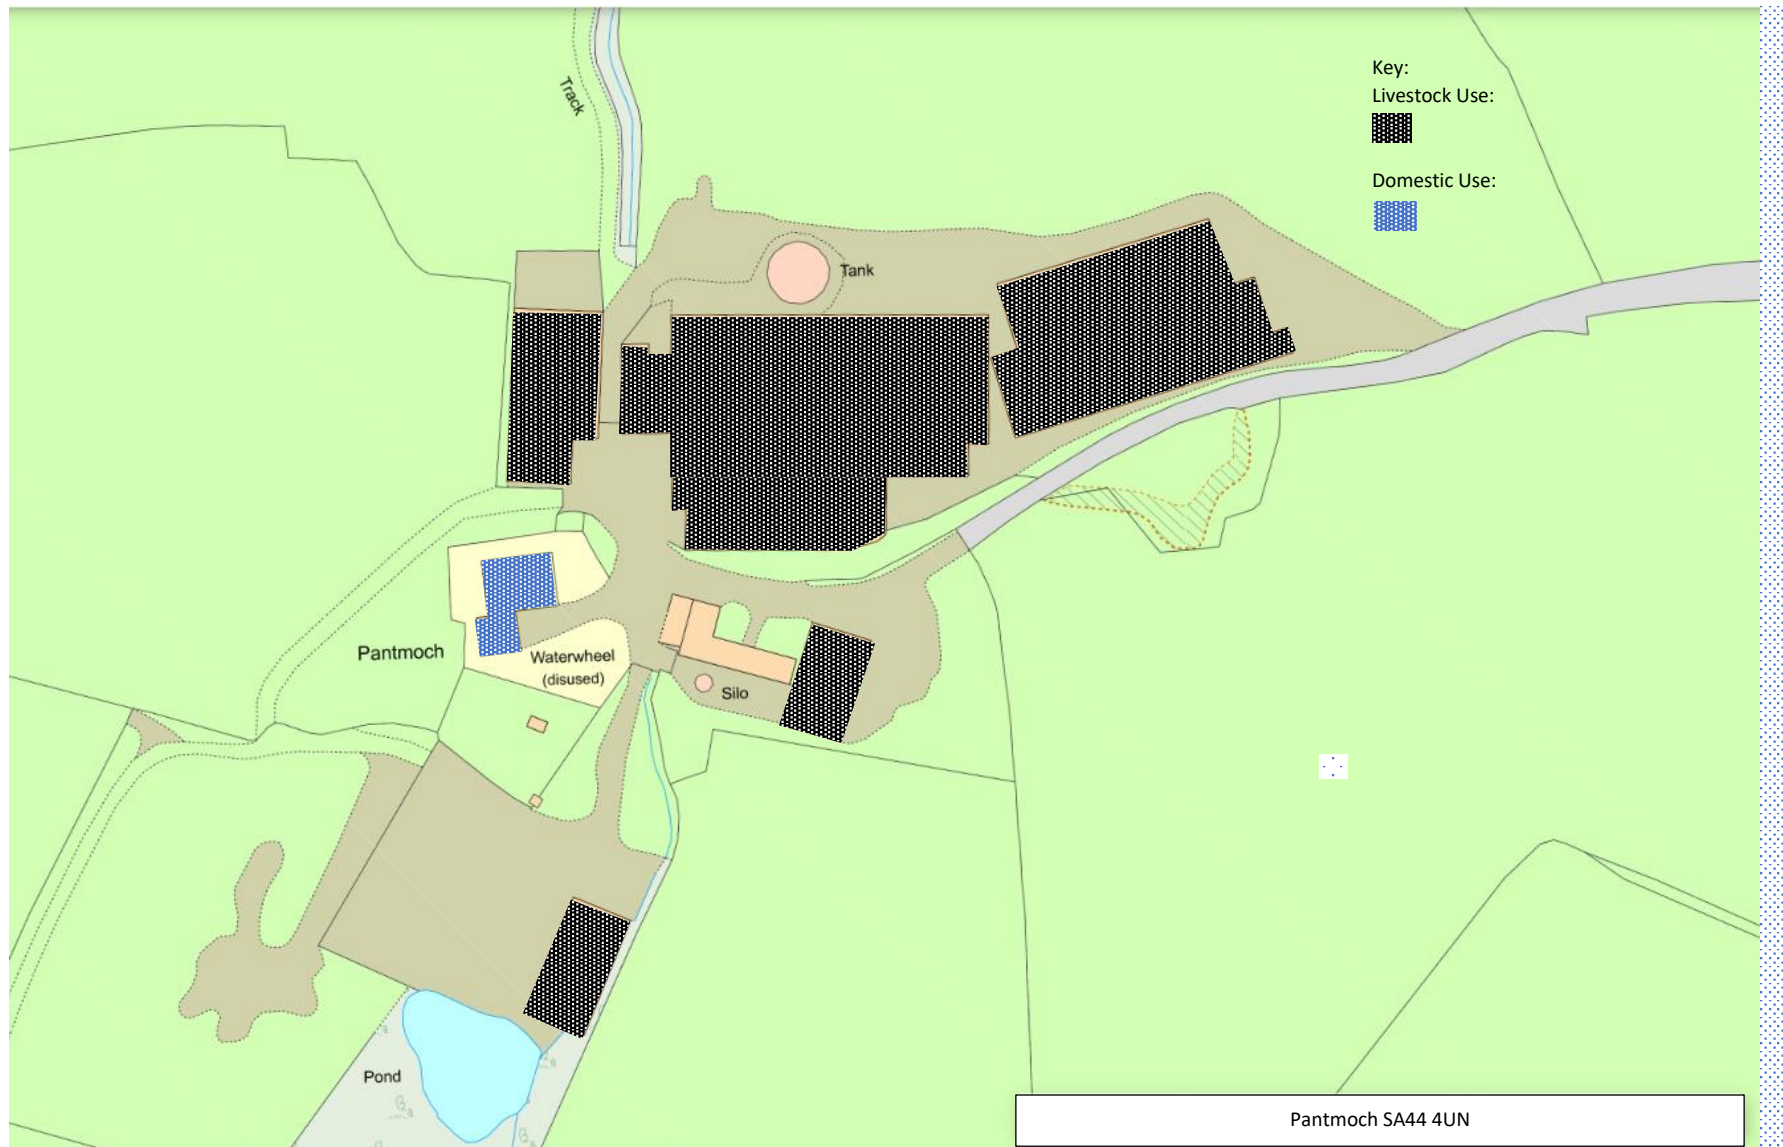 Key:
Livestock Use:
Domestic Use:
Track
Tank
Pantmoch
Waterwheel
(disused)
Silo
Pond
Pantmoch SA44 4UN